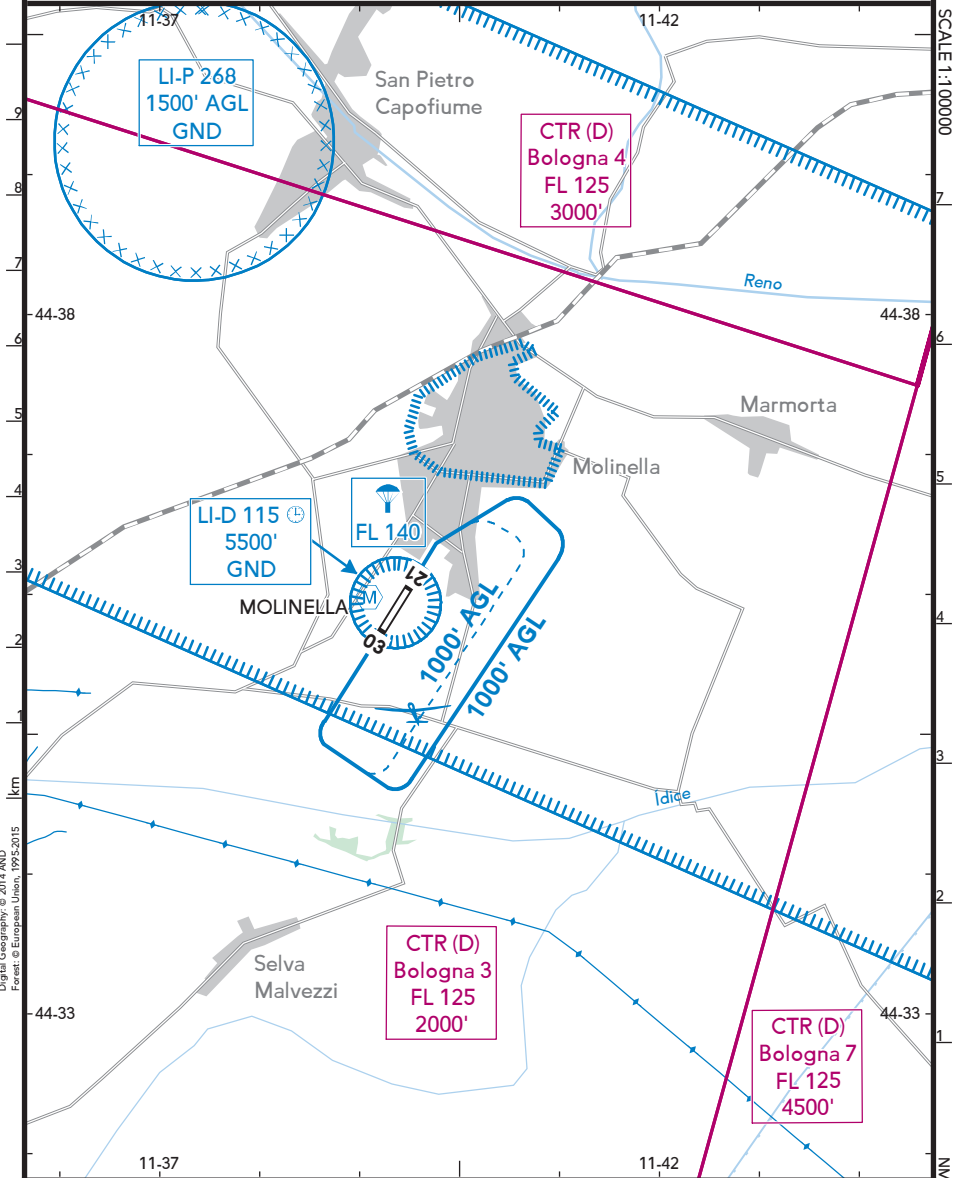 11-37
11-42
SCALE 1:100000
LI-P 268
1500' AGL
GND
San Pietro
Capofiume
CTR (D)
Bologna 4
FL 125
3000'
9
8
7
7
Reno
44-38
44-38
6
6
5
Marmorta
Molinella
5
4
LI-D 115
5500'
GND
FL 140
3
21
M
MOLINELLA
03
1000' AGL
1000' AGL
4
2
1
3
km
Idice
Digital Geography: © 2014 AND
Forest: © European Union, 1995-2015
2
CTR (D)
Bologna 3
FL 125
2000'
Selva
Malvezzi
44-33
44-33
CTR (D)
Bologna 7
FL 125
4500'
1
11-37
11-42
NM